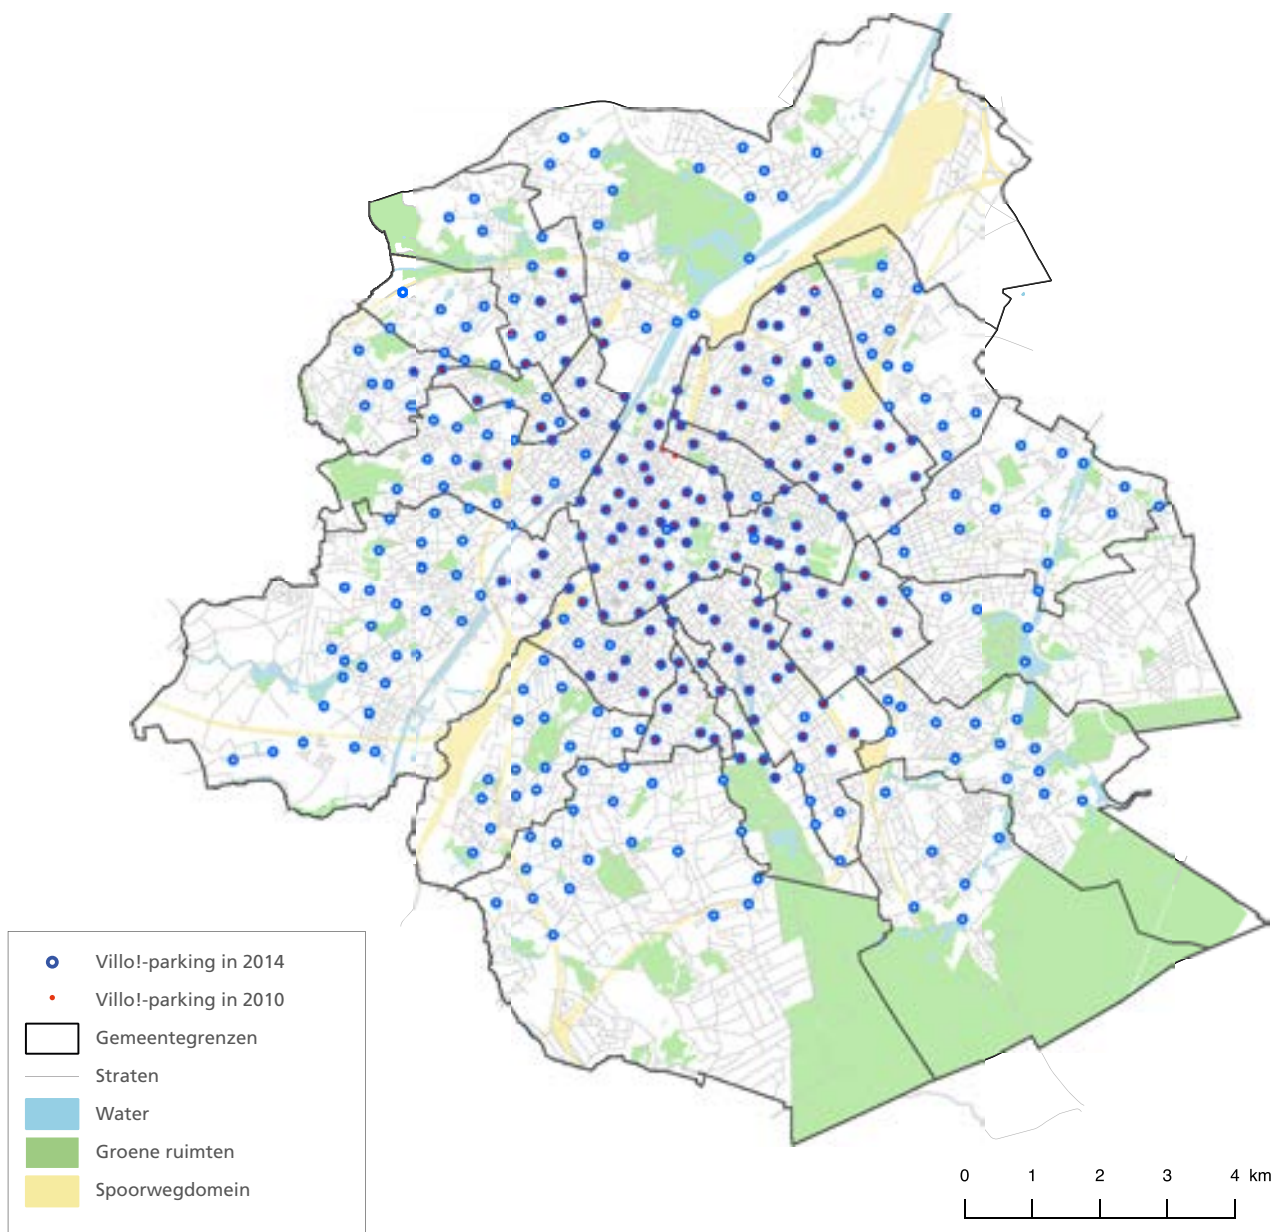 Villo!-parking in 2014
Villo!-parking in 2010
Gemeentegrenzen
Straten
Water
Groene ruimten
Spoorwegdomein
0 1 2 3 4 km